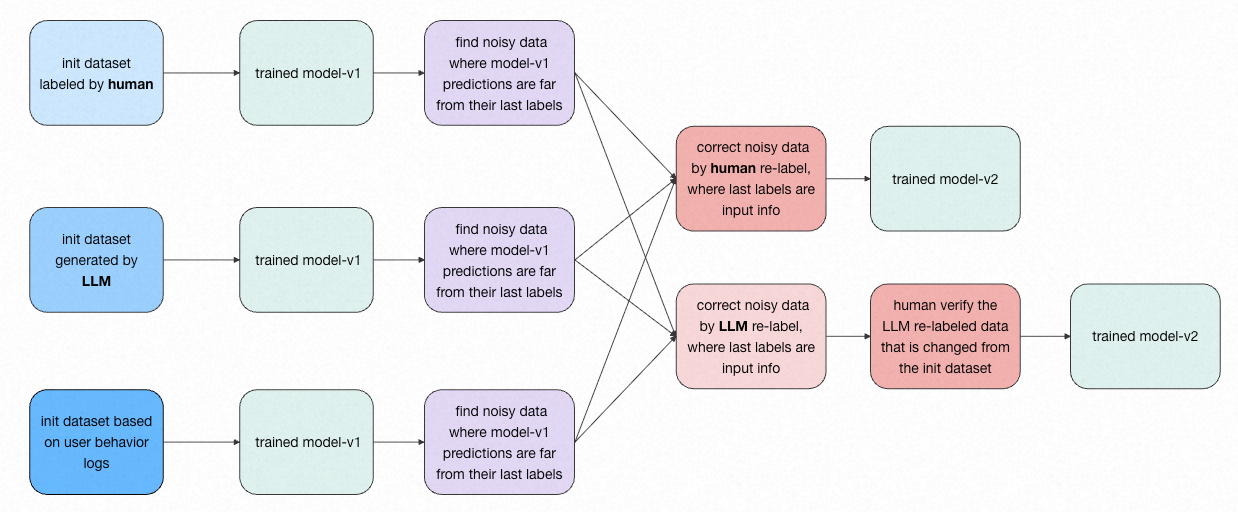 init dataset
labeled by human
trained model-v1
find noisy data
where model-v1
predictions are far
from their last labels
init dataset
generated by
LLM
trained model-v1
find noisy data
where model-v1
predictions are far
from their last labels
init dataset based
on user behavior
logs
trained model-v1
find noisy data
where model-v1
predictions are far
from their last labels
correct noisy data
by human re-label,
where last labels are
input info
trained model-v2
correct noisy data
by LLM re-label,
where last labels are
input info
human verify the
LLM re-labeled data
that is changed from
the init dataset
trained model-v2